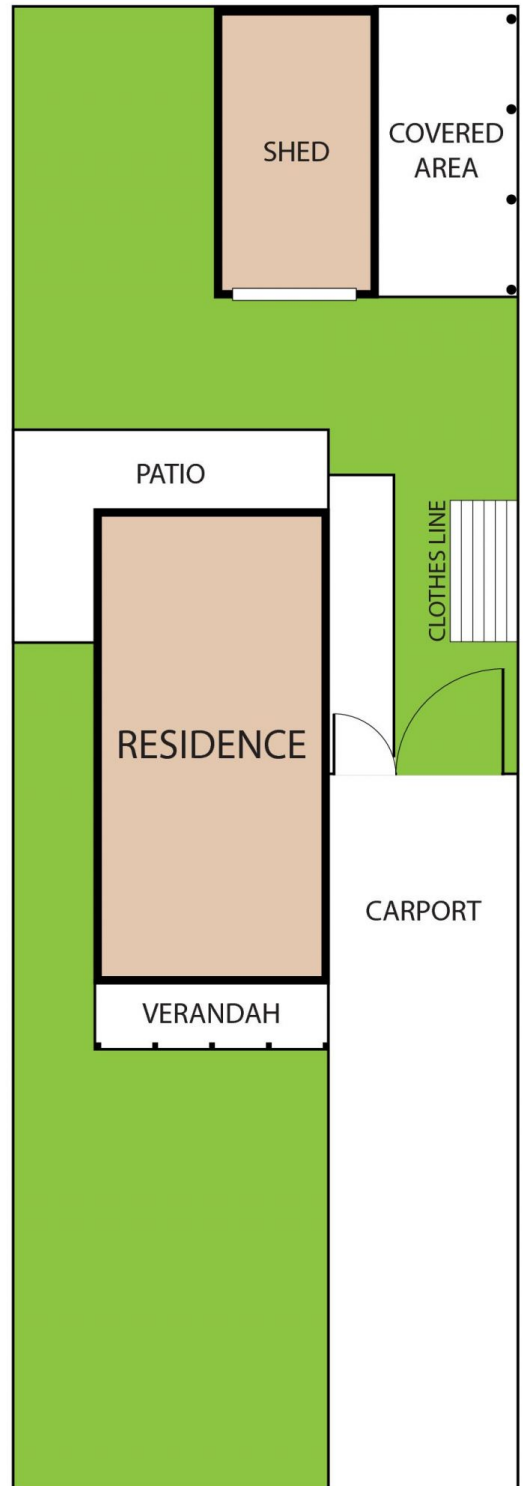 SHED
COVERED
AREA
PATIO
CLOTHES LINE
RESIDENCE
CARPORT
VERANDAH